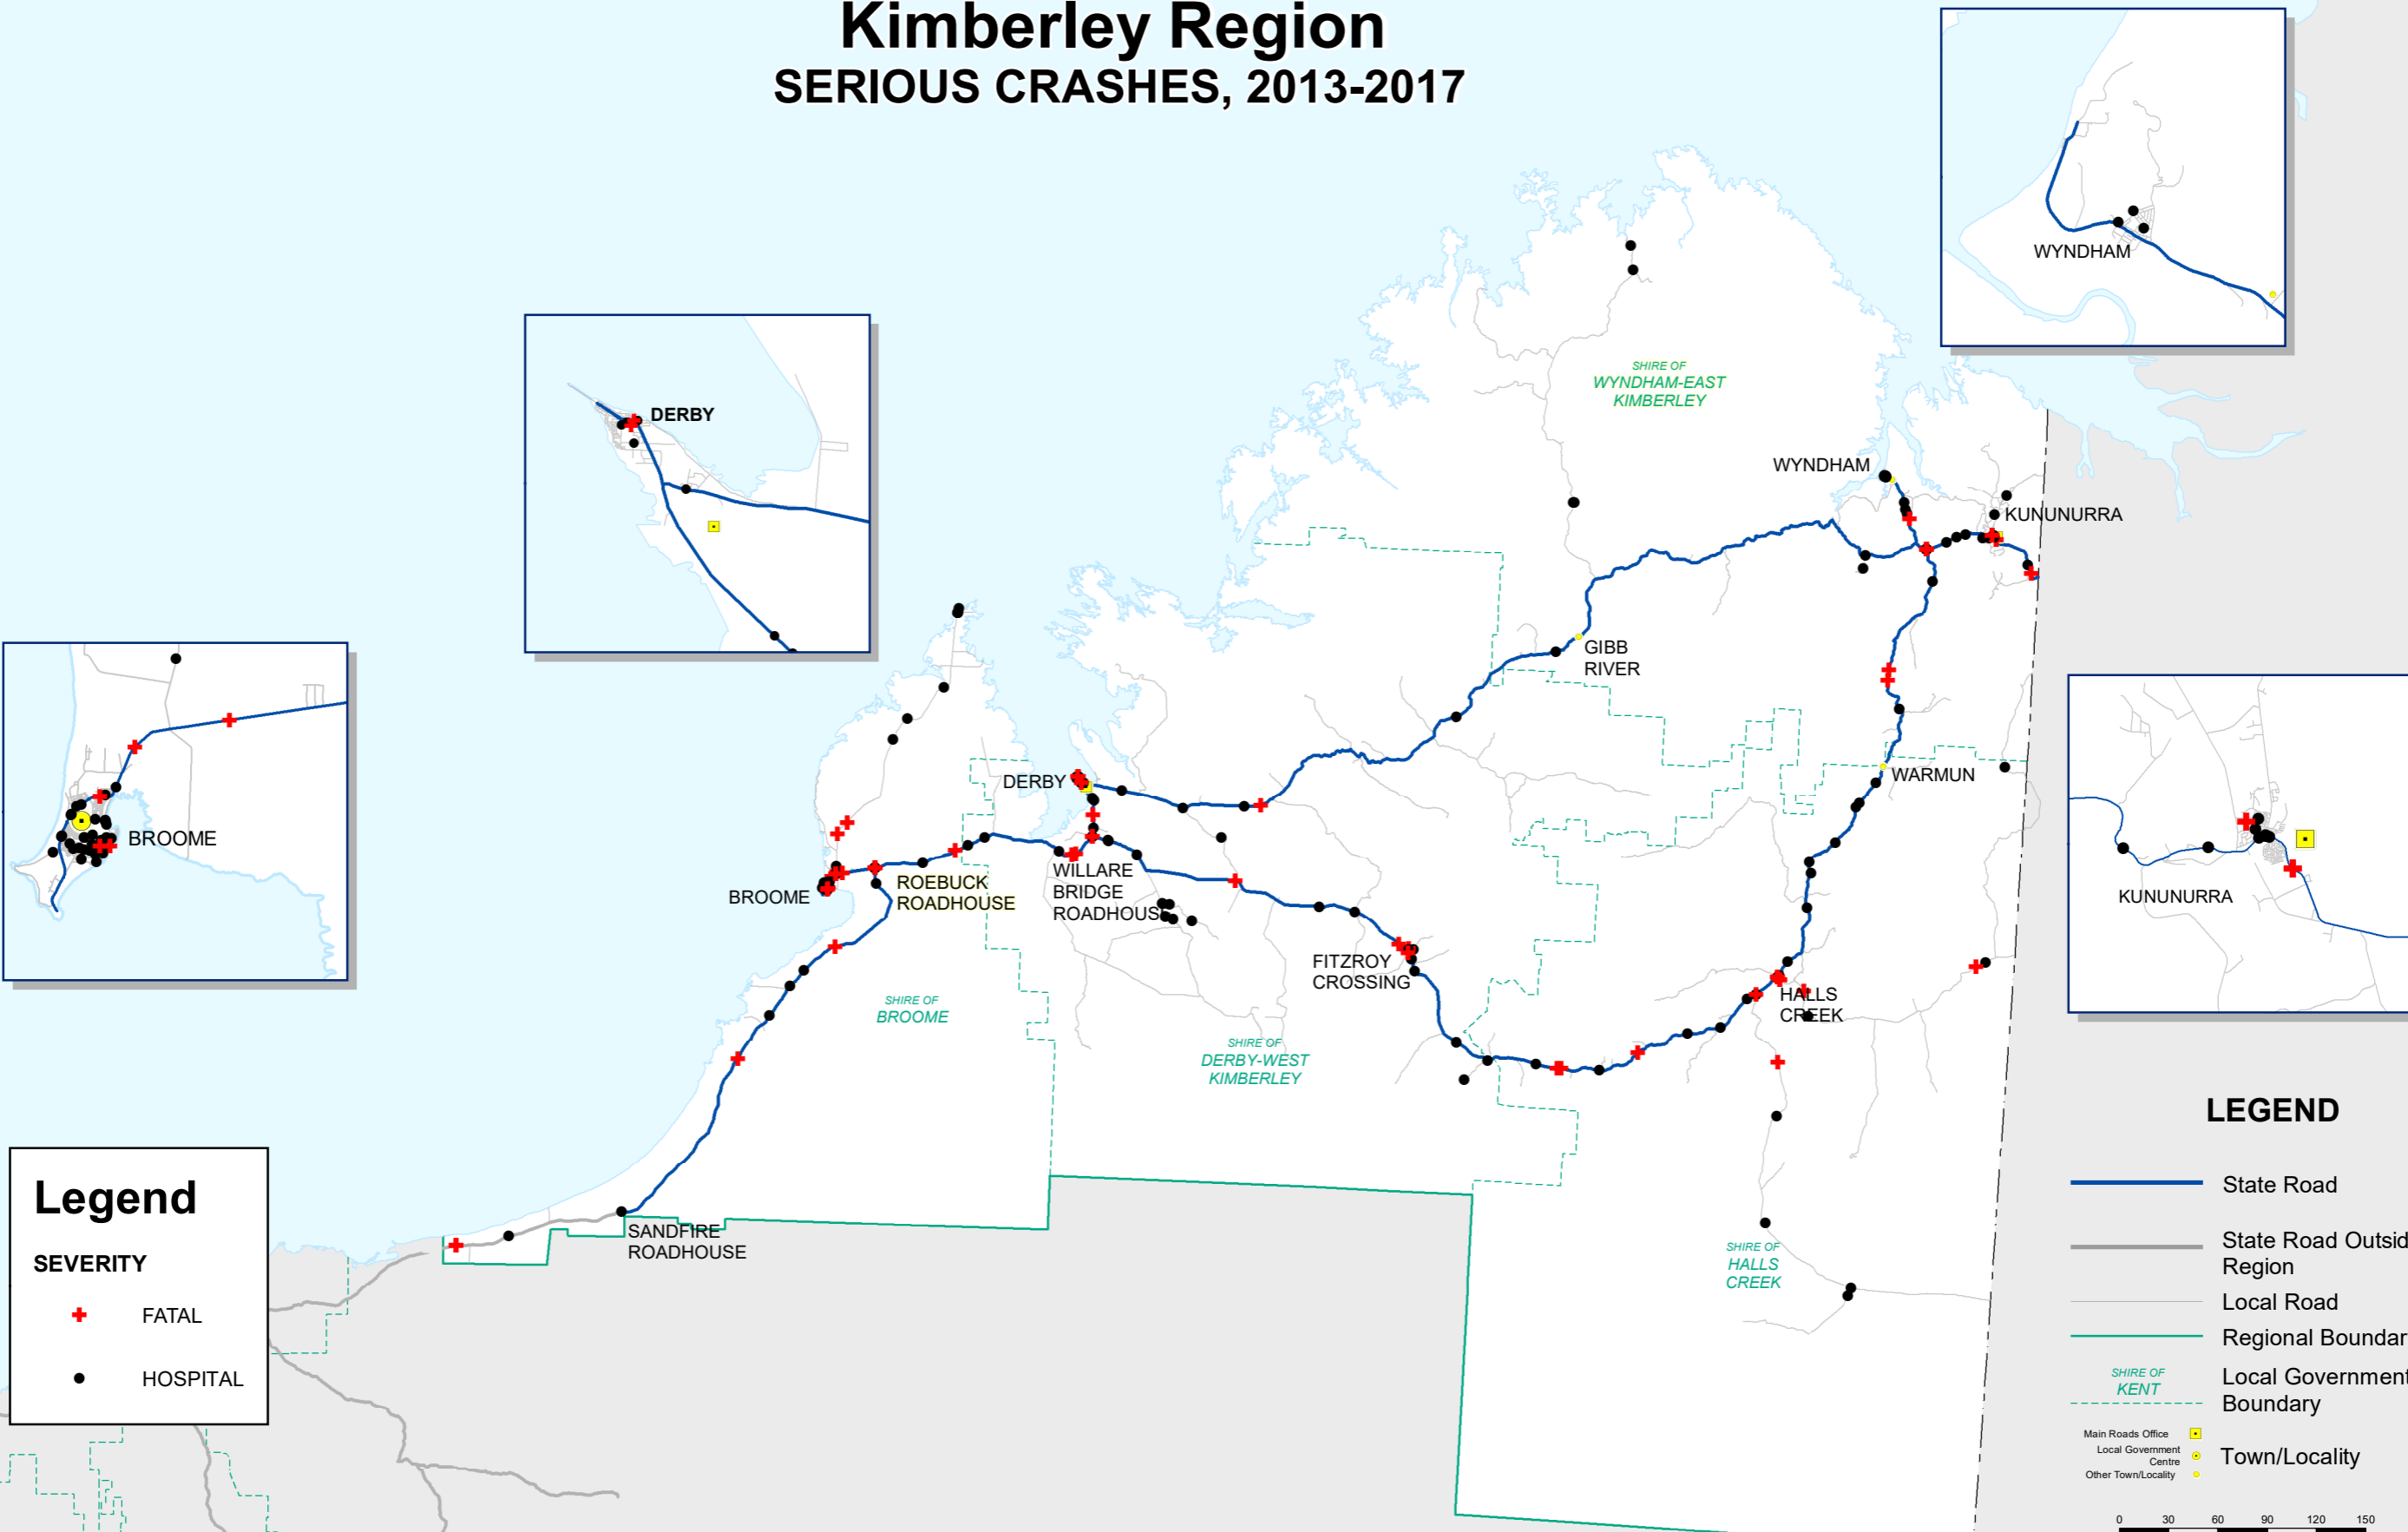 Kimberley Region
SERIOUS CRASHES, 2013-2017
WYNDHAM
DERBY
SHIRE OF
WYNDHAM-EAST
KIMBERLEY
WYNDHAM
KUNUNURRA
GIBB
RIVER
BROOME
DERBY
WARMUN
KUNUNURRA
BROOME
ROEBUCK
ROADHOUSE
WILLARE
BRIDGE
ROADHOUSE
FITZROY
CROSSING
HALLS
CREEK
SHIRE OF
BROOME
SHIRE OF
DERBY-WEST
KIMBERLEY
SANDFIRE
ROADHOUSE
SHIRE OF
HALLS
CREEK
Legend
SEVERITY
FATAL
HOSPITAL
LEGEND
State Road
State Road Outsid
Region
Local Road
Regional Boundar
SHIRE OF
KENT
Local Government
Boundary
Main Roads Office
Local Government
Centre
Other Town/Locality
Town/Locality
0 30 60 90 120 150